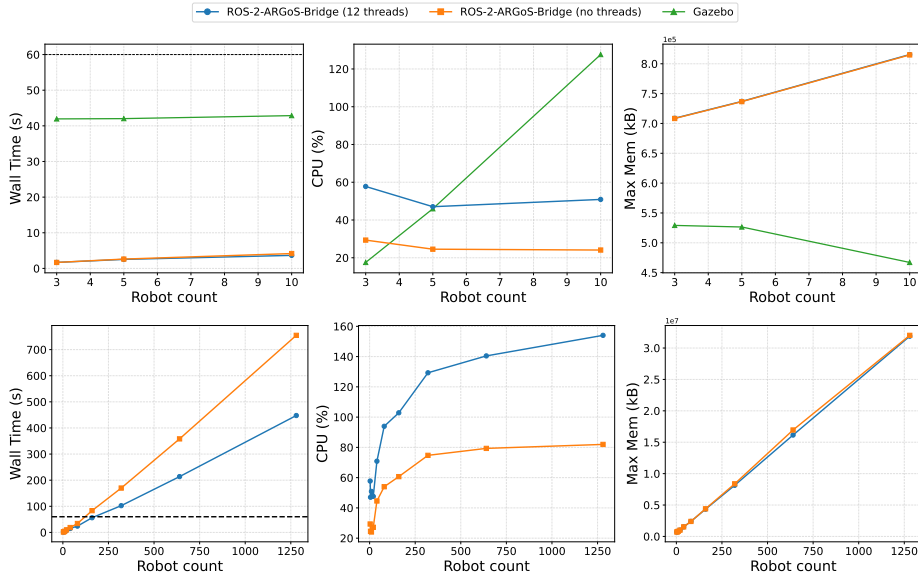 ROS-2-ARGoS-Bridge (12 threads) ROS-2-ARGoS-Bridge (no threads) Gazebo
Wall Time (s)
60
50
40
30
20
10
0
3 4 5 6 7 8 9 10
Robot count
CPU (%)
120
100
80
60
40
20
3 4 5 6 7 8 9 10
Robot count
1e5
Max Mem (kB)
8.0
7.5
7.0
6.5
6.0
5.5
5.0
4.5
3 4 5 6 7 8 9 10
Robot count
Wall Time (s)
700
600
500
400
300
200
100
0
0 250 500 750 1000 1250
Robot count
CPU (%)
160
140
120
100
80
60
40
20
0 250 500 750 1000 1250
Robot count
1e7
Max Mem (kB)
3.0
2.5
2.0
1.5
1.0
0.5
0.0
0 250 500 750 1000 1250
Robot count